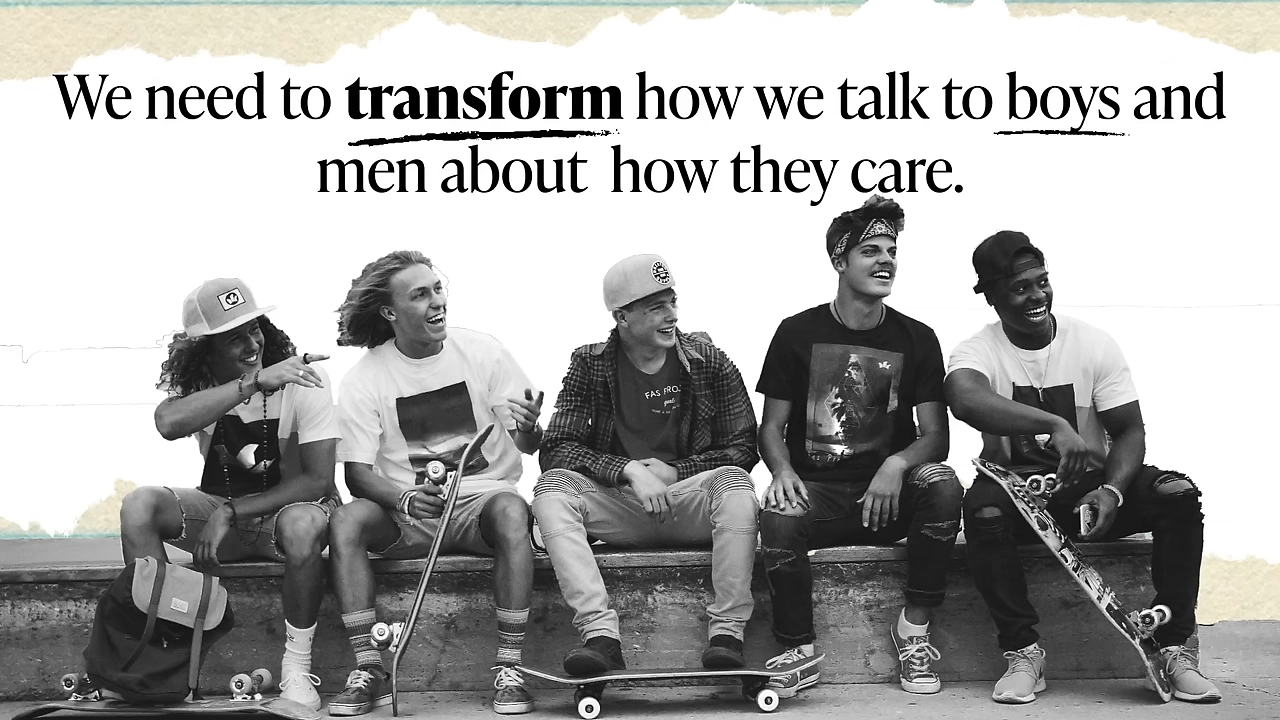 We need to transform how we talk to boys and
men about how they care.